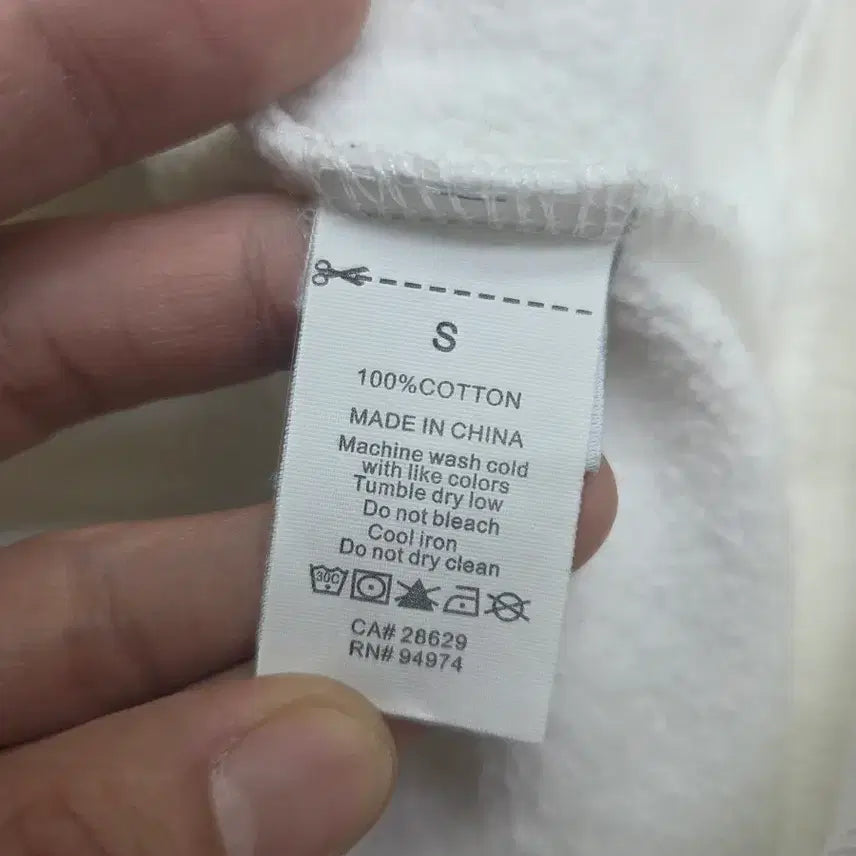 S
100%COTTON
MADE IN CHINA
Machine wash cold
with like colors
Tumble dry low
Do not bleach
Cool iron
Do not dry clean
30C
CA# 28629
RN# 94974